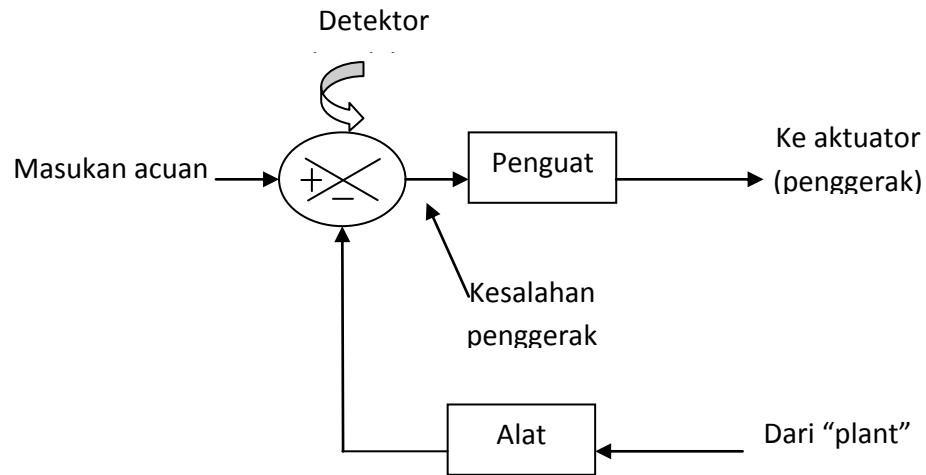 Detektor
Masukan acuan
+
−
Penguat
Ke aktuator
(penggerak)
Kesalahan
penggerak
Alat
Dari “plant”